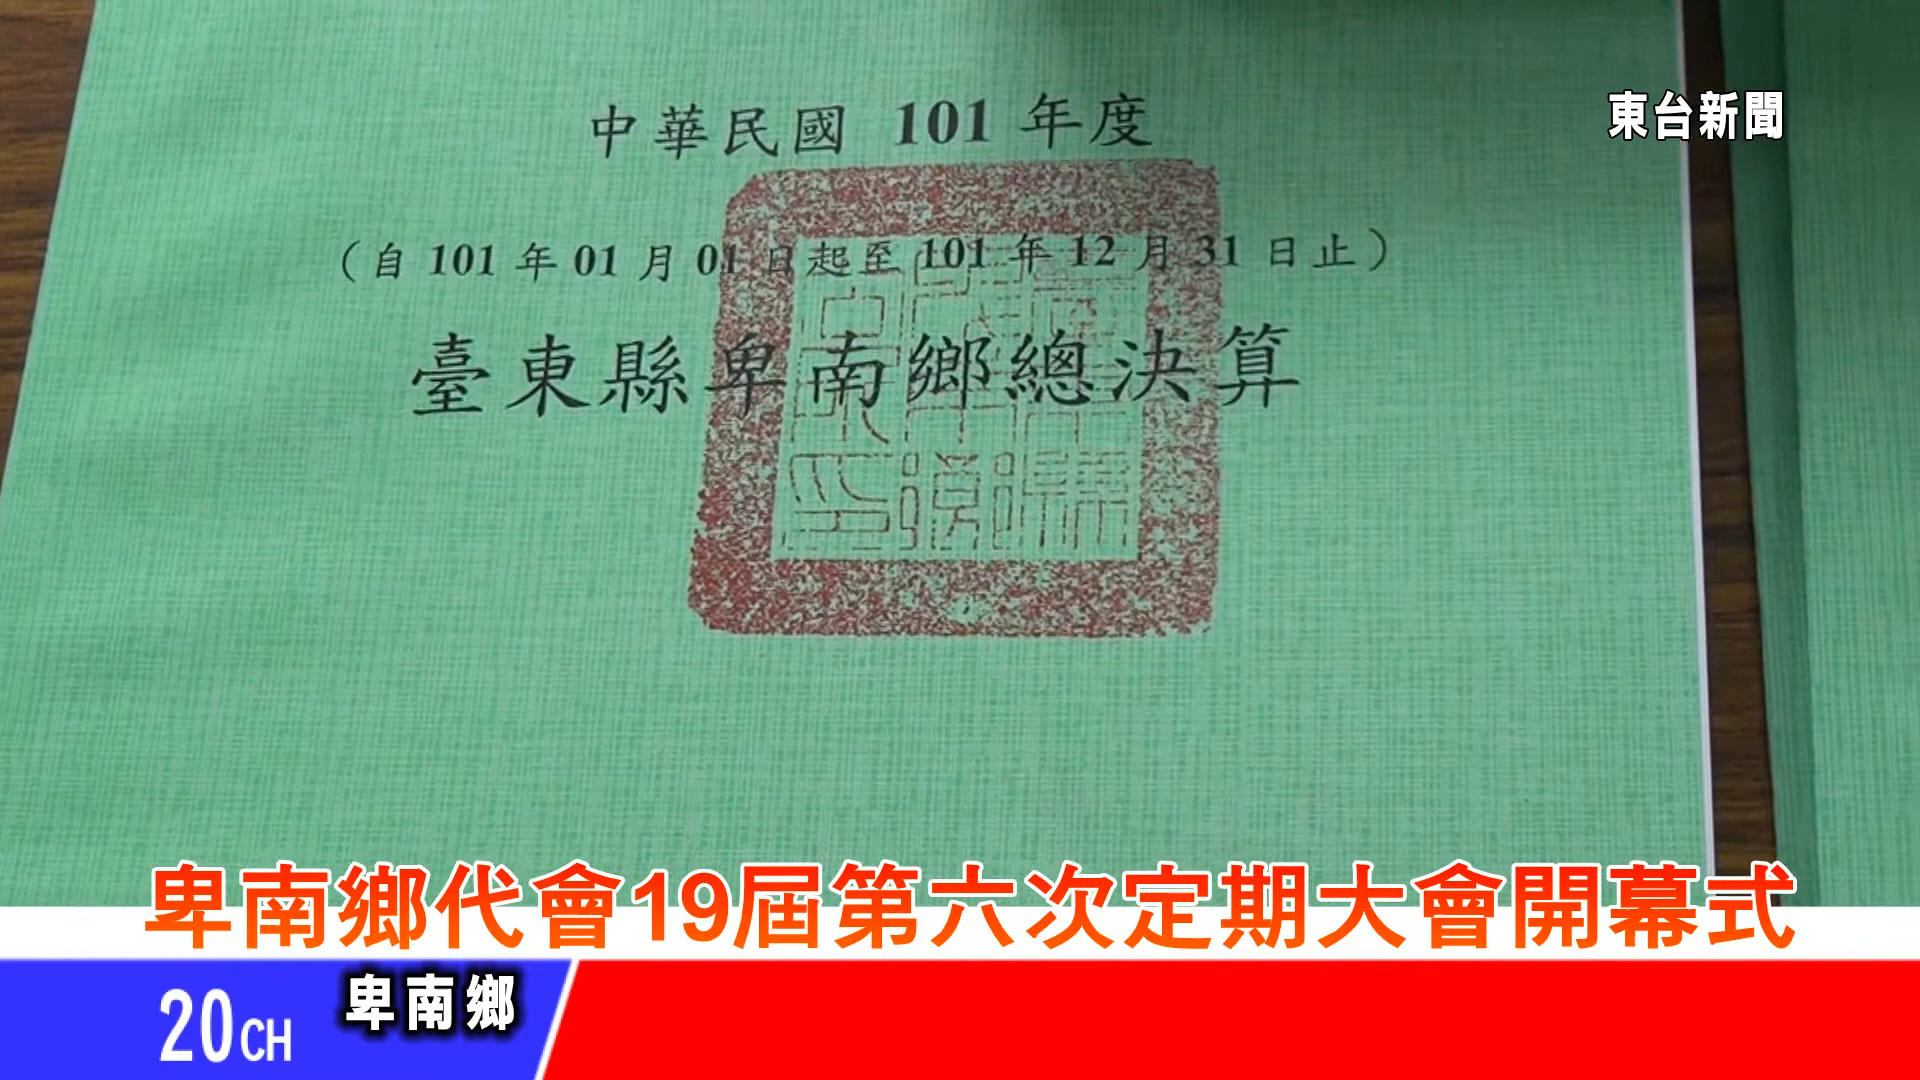 中華民國 101 年度
東台新聞
（自 101 年 01 月 01 日起至 101 年 12 月 31 日止）
臺東縣卑南鄉總決算
卑南鄉代會19屆第六次定期大會開幕式
20CH
卑南鄉